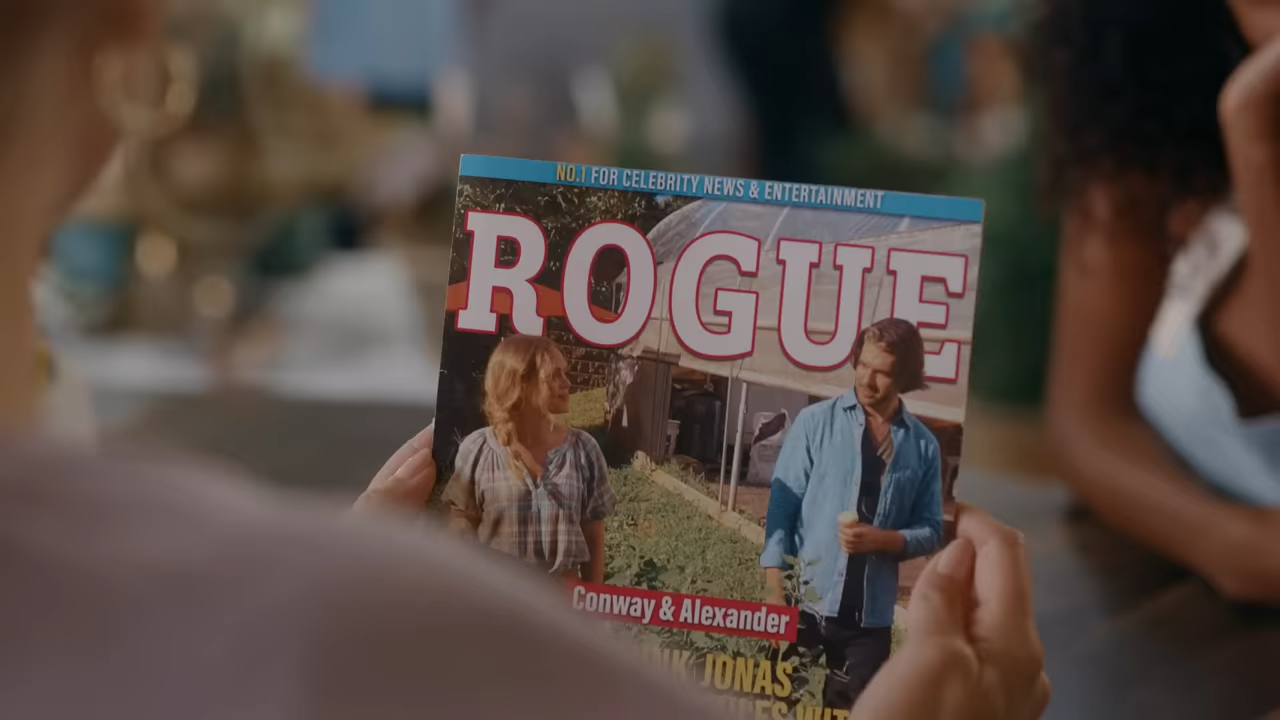 NO.1 FOR CELEBRITY NEWS & ENTERTAINMENT
ROGUE
Conway & Alexander
JONAS